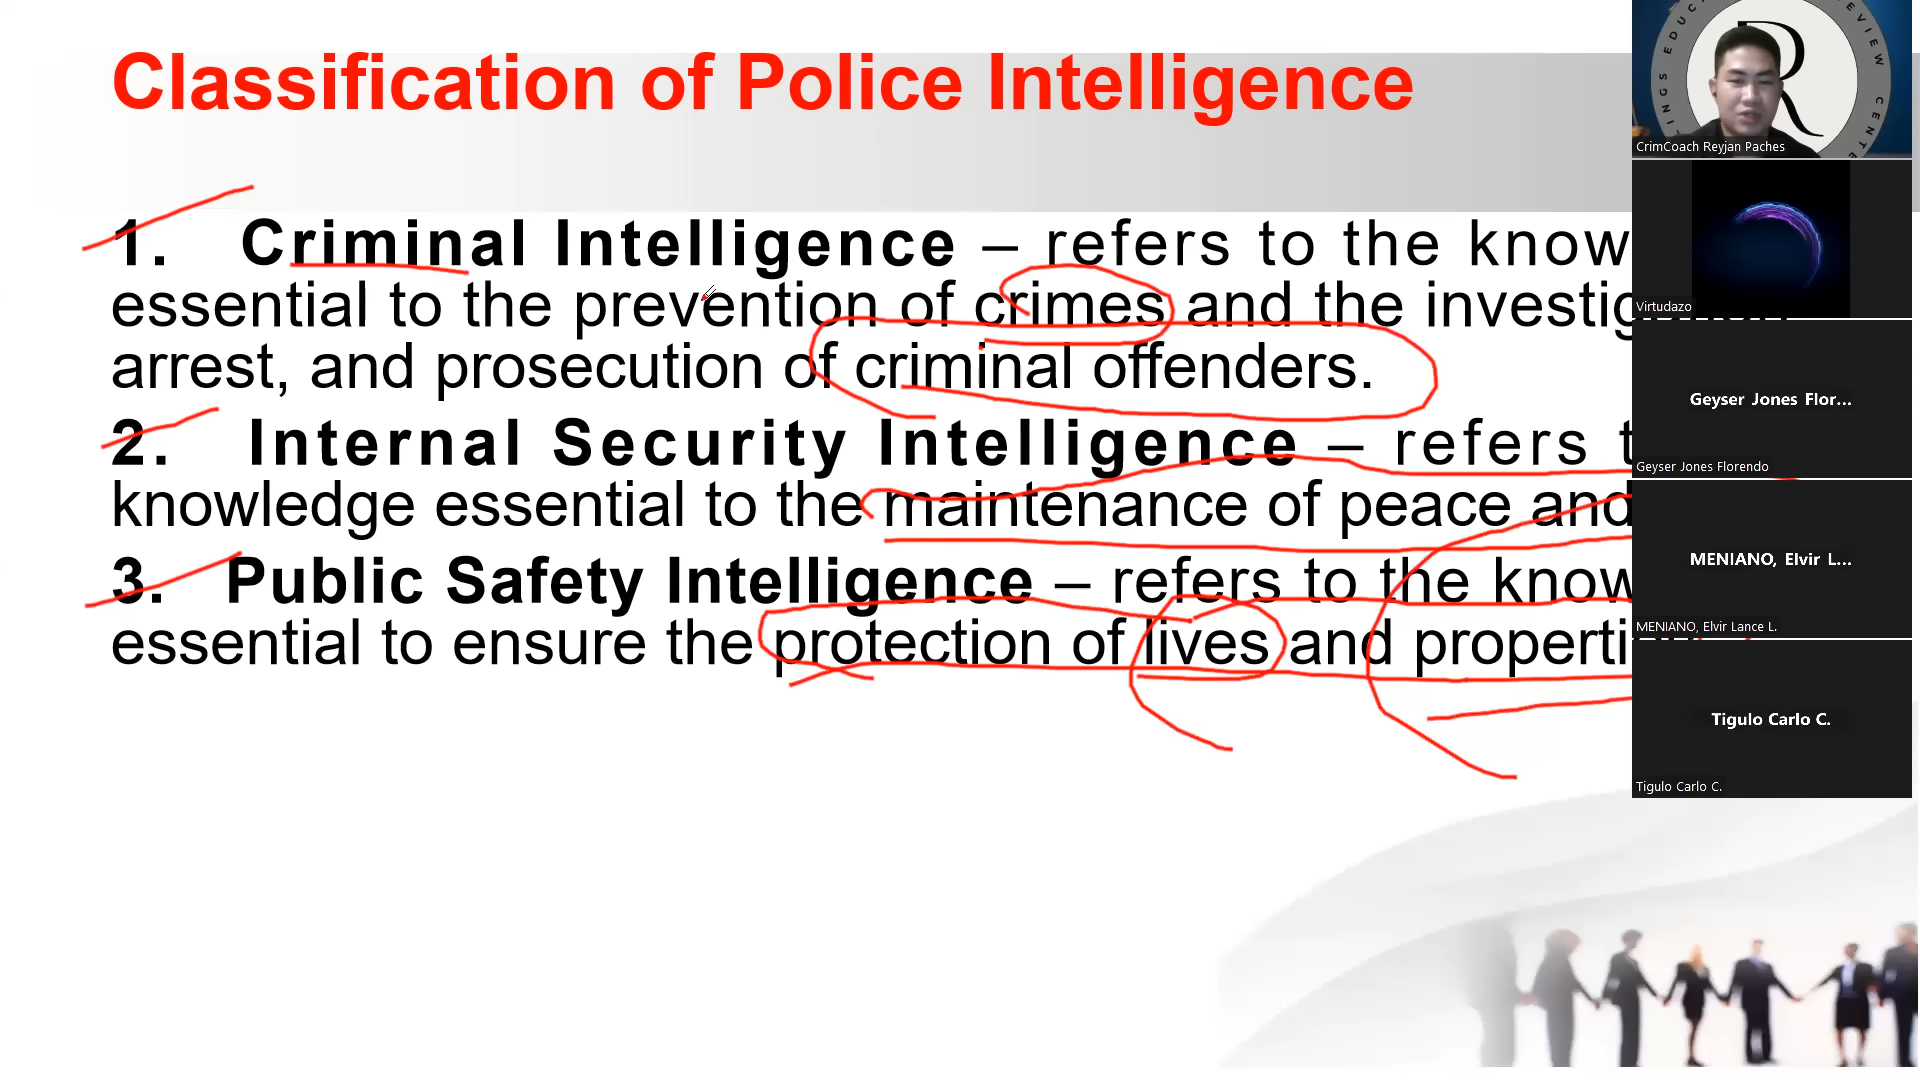 Classification of Police Intelligence
1. Criminal Intelligence – refers to the know
essential to the prevention of crimes and the investigation
arrest, and prosecution of criminal offenders.
2. Internal Security Intelligence – refers t
knowledge essential to the maintenance of peace and
3. Public Safety Intelligence – refers to the know
essential to ensure the protection of lives and properti
R
REVIEW CENTE
CrimCoach Reyjan Paches
Virtudazo
Geyser Jones Flor...
Geyser Jones Florendo
MENIANO, Elvir L...
MENIANO, Elvir Lance L.
Tigulo Carlo C.
Tigulo Carlo C.